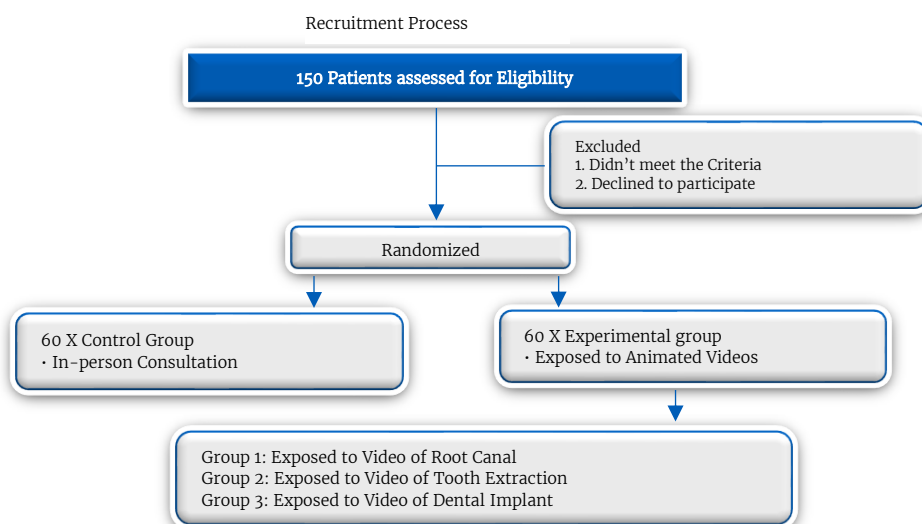 Recruitment Process
150 Patients assessed for Eligibility
Excluded
1. Didn’t meet the Criteria
2. Declined to participate
Randomized
60 X Control Group
• In-person Consultation
60 X Experimental group
• Exposed to Animated Videos
Group 1: Exposed to Video of Root Canal
Group 2: Exposed to Video of Tooth Extraction
Group 3: Exposed to Video of Dental Implant